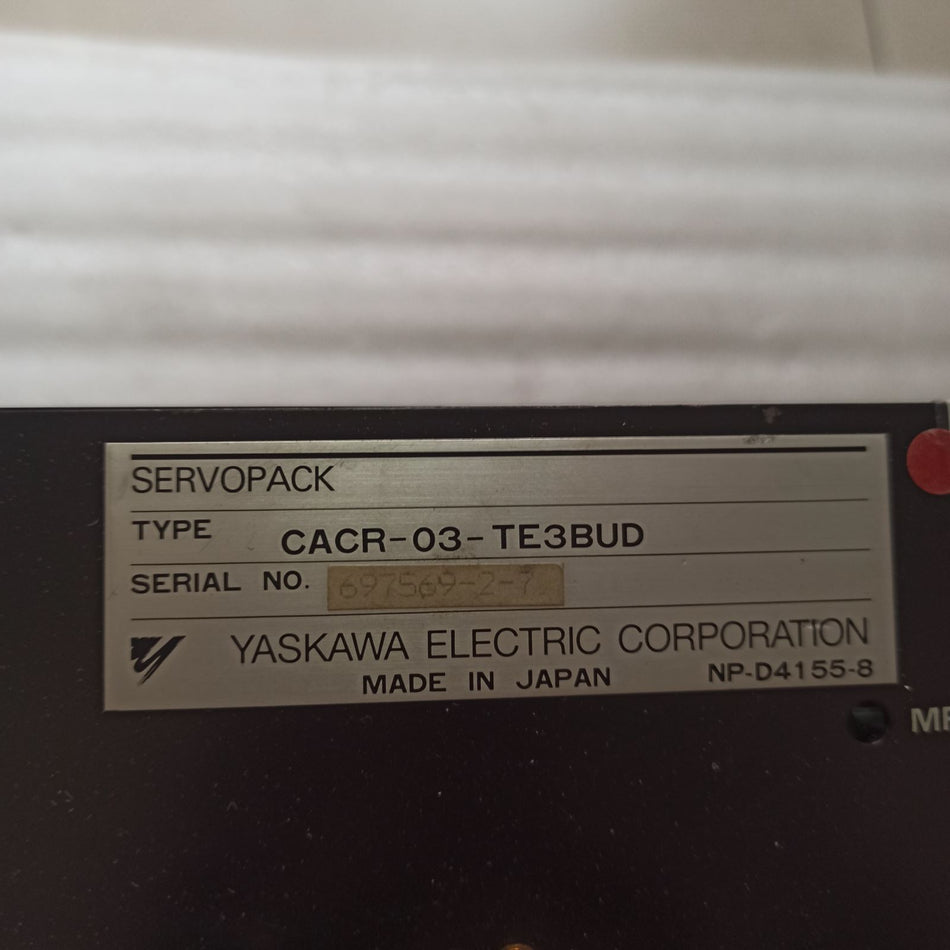 SERVOPACK
TYPE CACR-03-TE3BUD
SERIAL NO. 697569-2-7
YASKAWA ELECTRIC CORPORATION
MADE IN JAPAN NP-D4155-8